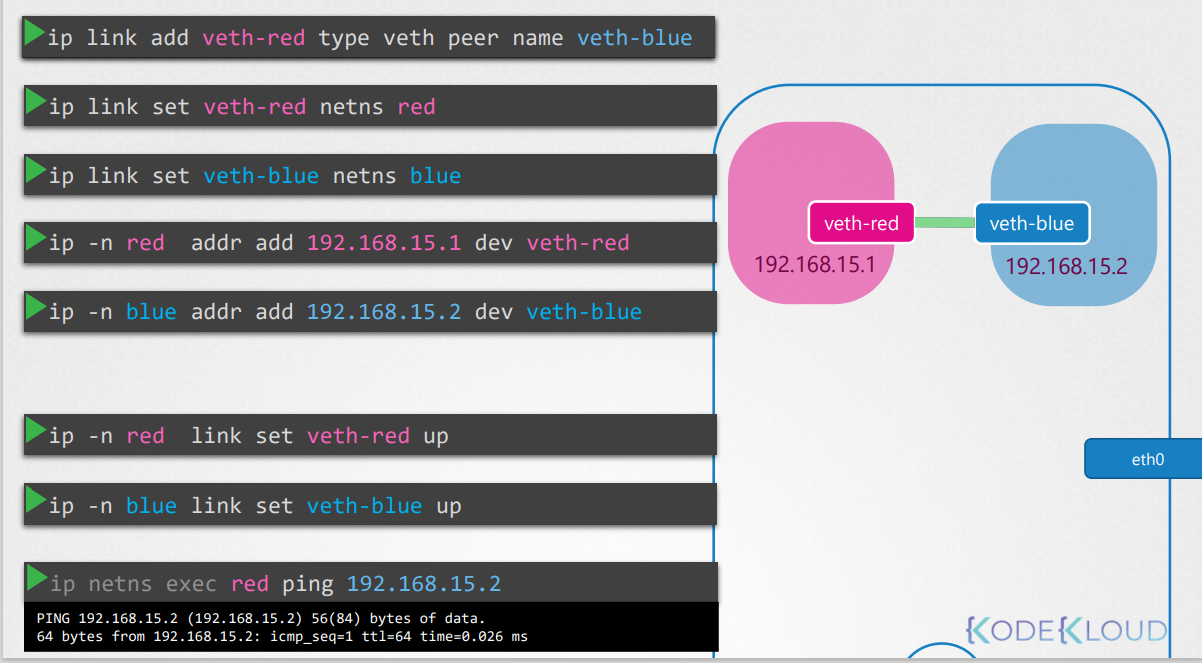 ip link add veth-red type veth peer name veth-blue
ip link set veth-red netns red
ip link set veth-blue netns blue
ip -n red addr add 192.168.15.1 dev veth-red
ip -n blue addr add 192.168.15.2 dev veth-blue
ip -n red link set veth-red up
ip -n blue link set veth-blue up
ip netns exec red ping 192.168.15.2
PING 192.168.15.2 (192.168.15.2) 56(84) bytes of data.
64 bytes from 192.168.15.2: icmp_seq=1 ttl=64 time=0.026 ms
veth-red
veth-blue
192.168.15.1
192.168.15.2
eth0
KODEKLOUD